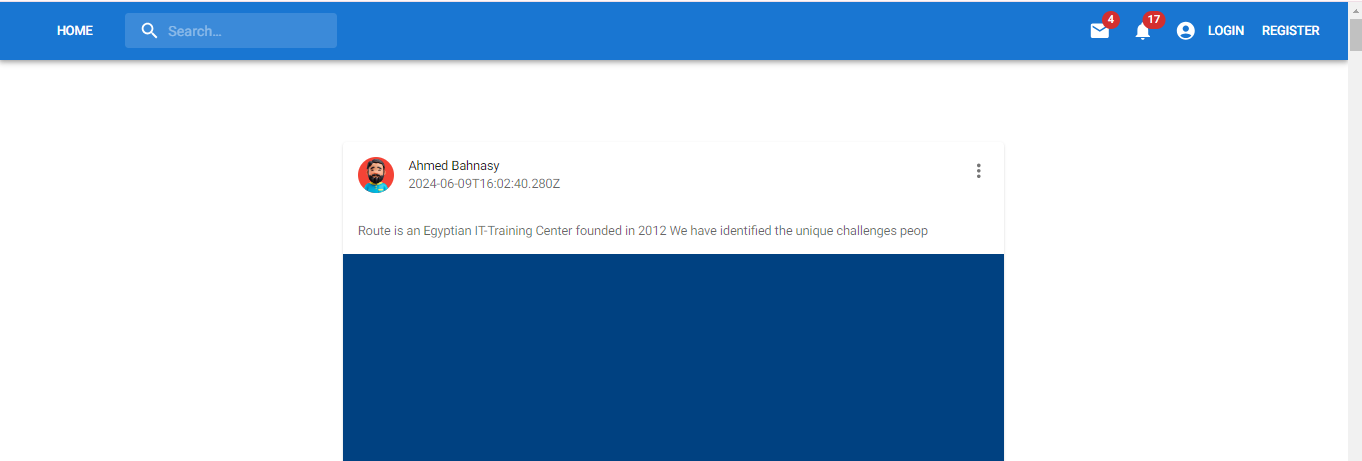 HOME
Search...
4
17
LOGIN
REGISTER
Ahmed Bahnasy
2024-06-09T16:02:40.280Z
Route is an Egyptian IT-Training Center founded in 2012 We have identified the unique challenges peop